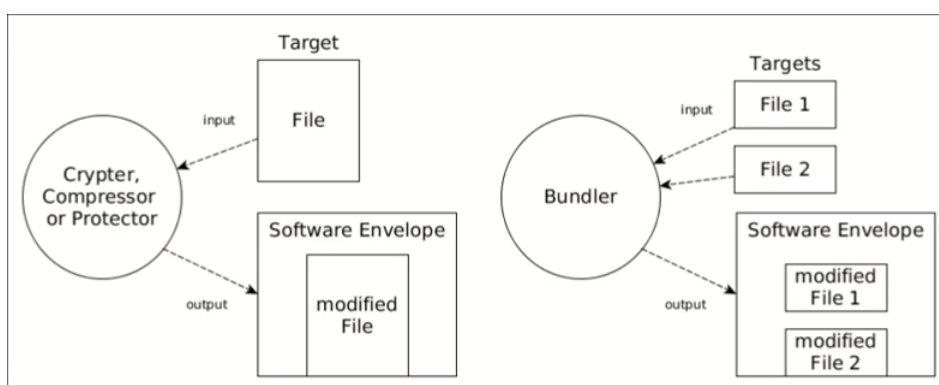 Target
File
input
Crypter,
Compressor
or Protector
Software Envelope
output
modified
File
Targets
File 1
input
File 2
Bundler
Software Envelope
modified
File 1
output
modified
File 2